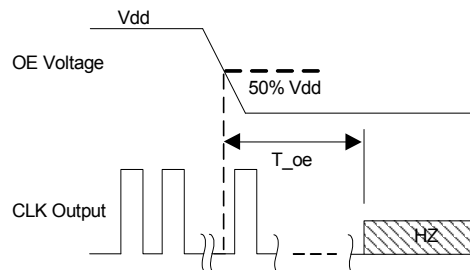 Vdd
OE Voltage
50% Vdd
T_oe
CLK Output
HZ